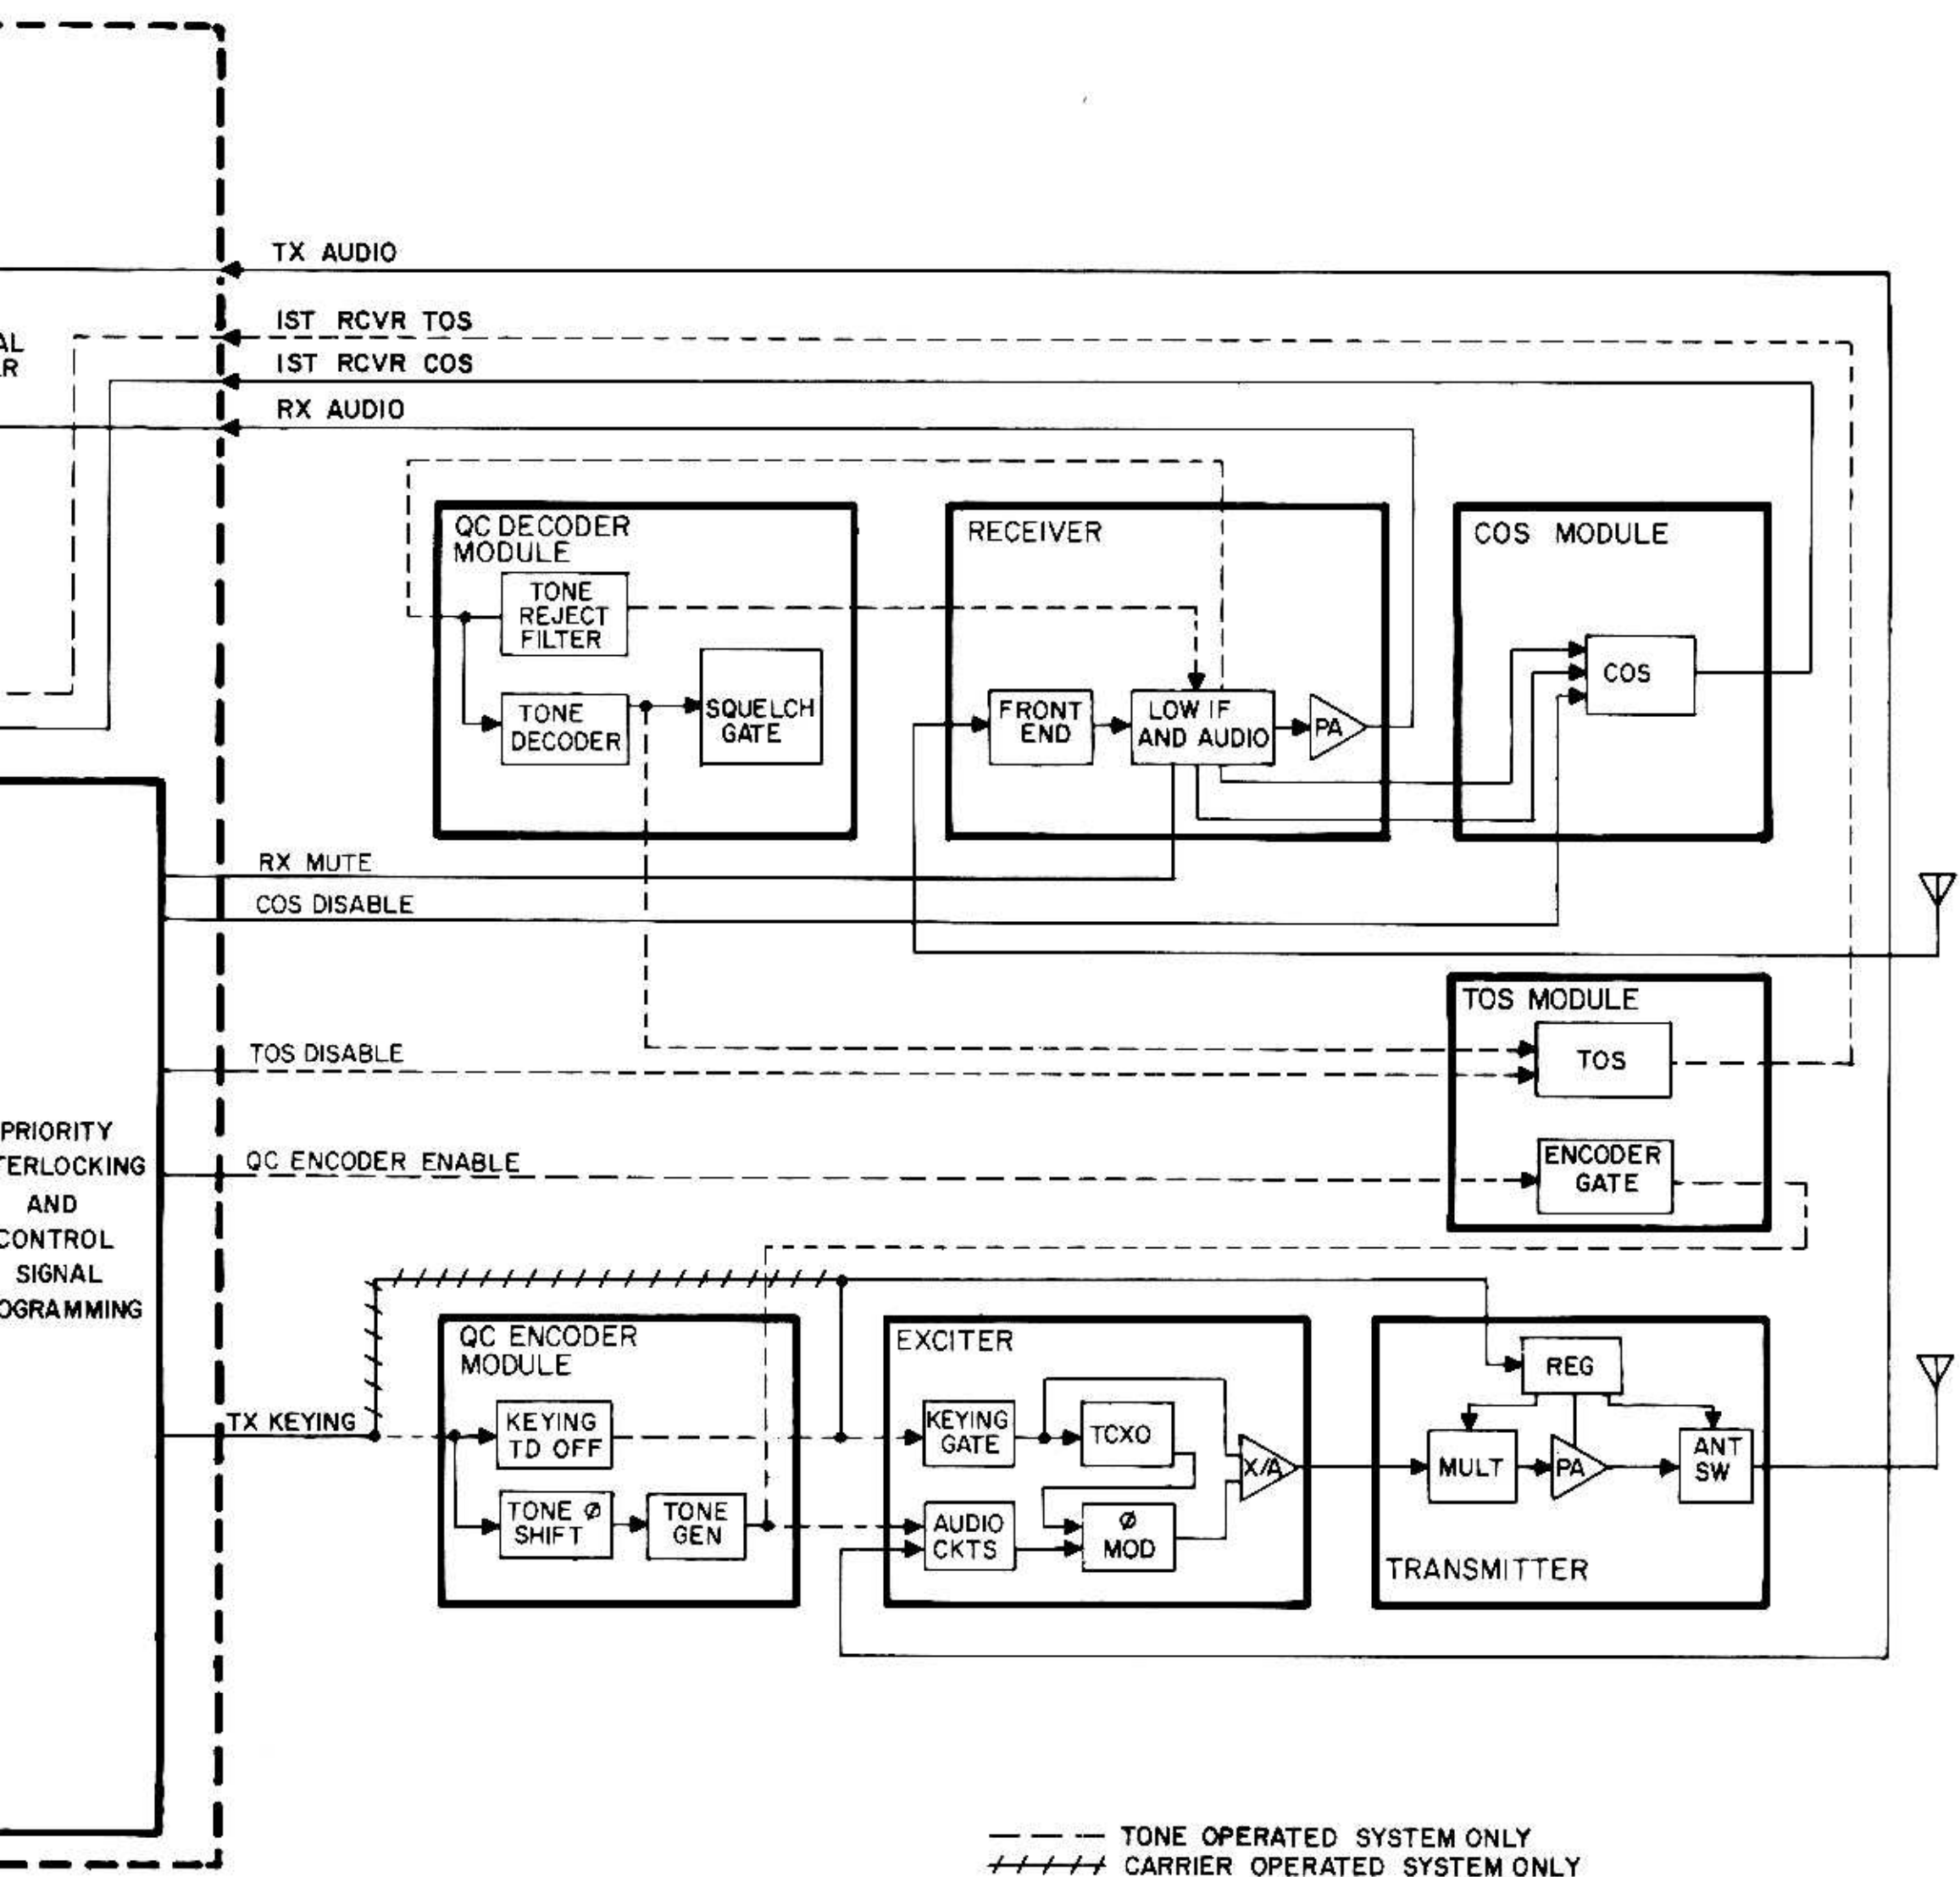 TX AUDIO
IST RCVR TOS
IST RCVR COS
RX AUDIO
AL
R
QC DECODER
MODULE
TONE
REJECT
FILTER
TONE
DECODER
SQUELCH
GATE
RECEIVER
FRONT
END
LOW IF
AND AUDIO
PA
COS MODULE
COS
RX MUTE
COS DISABLE
TOS DISABLE
QC ENCODER ENABLE
TOS MODULE
TOS
ENCODER
GATE
PRIORITY
TERLOCKING
AND
CONTROL
SIGNAL
OGRAMMING
TX KEYING
QC ENCODER
MODULE
KEYING
TD OFF
TONE Ø
SHIFT
TONE
GEN
EXCITER
KEYING
GATE
TCXO
X/A
AUDIO
CKTS
Ø
MOD
REG
MULT
PA
ANT
SW
TRANSMITTER
TONE OPERATED SYSTEM ONLY
CARRIER OPERATED SYSTEM ONLY